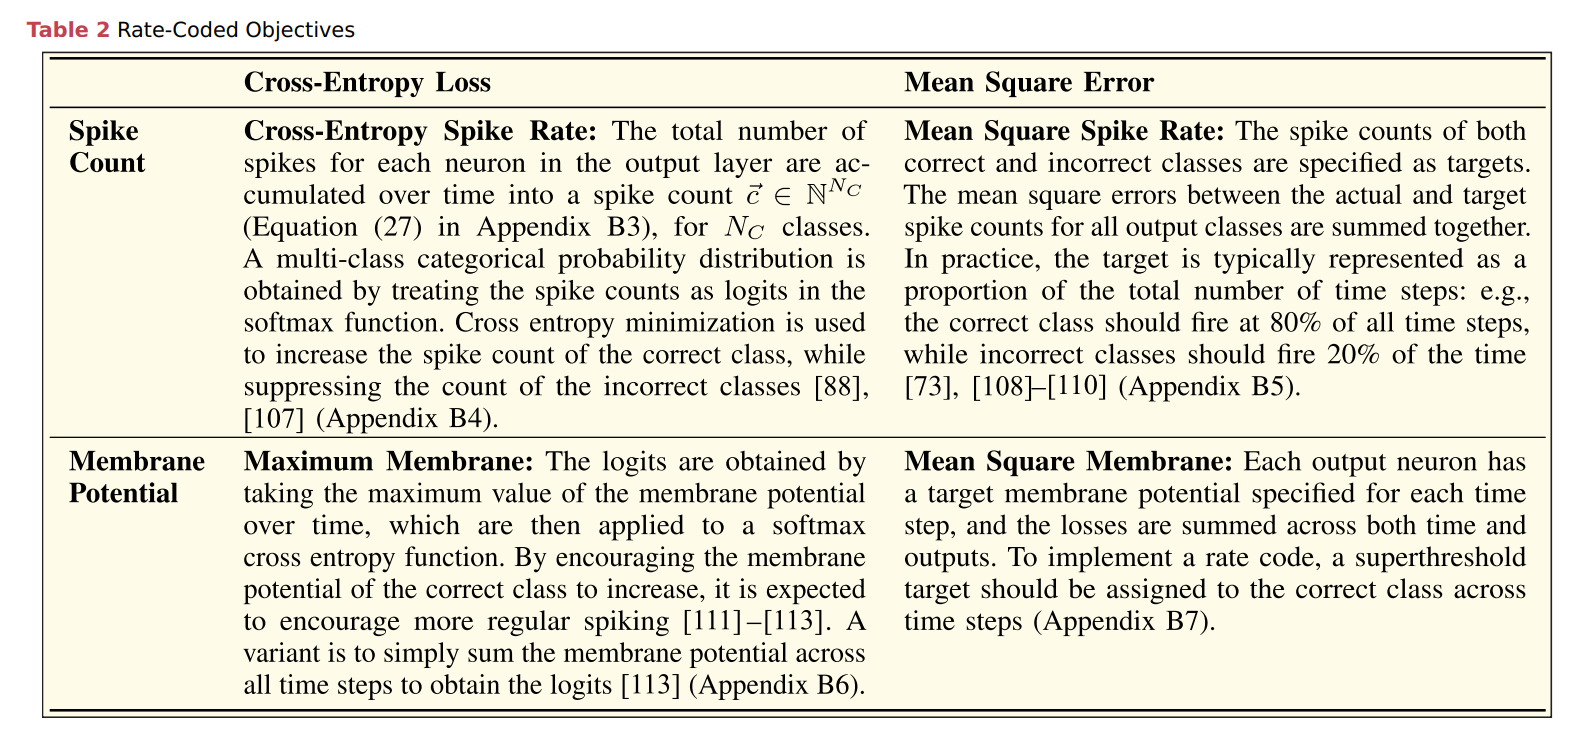 Table 2 Rate-Coded Objectives
Cross-Entropy Loss
Mean Square Error
Spike
Count
Cross-Entropy Spike Rate: The total number of
spikes for each neuron in the output layer are ac-
cumulated over time into a spike count c⃗ ∈ ℕ^{N_C}
(Equation (27) in Appendix B3), for N_C classes.
A multi-class categorical probability distribution is
obtained by treating the spike counts as logits in the
softmax function. Cross entropy minimization is used
to increase the spike count of the correct class, while
suppressing the count of the incorrect classes [88],
[107] (Appendix B4).
Mean Square Spike Rate: The spike counts of both
correct and incorrect classes are specified as targets.
The mean square errors between the actual and target
spike counts for all output classes are summed together.
In practice, the target is typically represented as a
proportion of the total number of time steps: e.g.,
the correct class should fire at 80% of all time steps,
while incorrect classes should fire 20% of the time
[73], [108]–[110] (Appendix B5).
Membrane
Potential
Maximum Membrane: The logits are obtained by
taking the maximum value of the membrane potential
over time, which are then applied to a softmax
cross entropy function. By encouraging the membrane
potential of the correct class to increase, it is expected
to encourage more regular spiking [111]–[113]. A
variant is to simply sum the membrane potential across
all time steps to obtain the logits [113] (Appendix B6).
Mean Square Membrane: Each output neuron has
a target membrane potential specified for each time
step, and the losses are summed across both time and
outputs. To implement a rate code, a superthreshold
target should be assigned to the correct class across
time steps (Appendix B7).